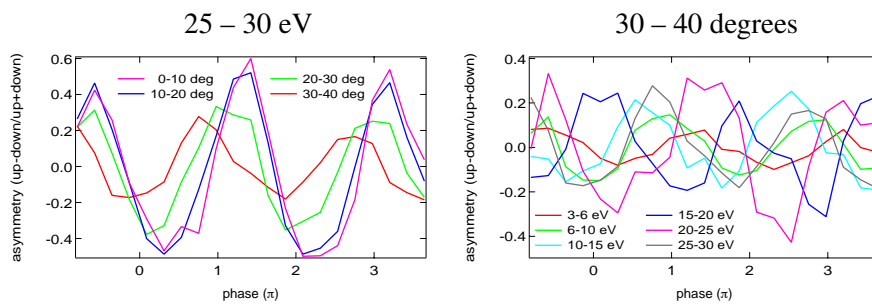 25 – 30 eV
30 – 40 degrees
asymmetry (up-down/up+down)
0.6
0.4
0.2
0.0
-0.2
-0.4
0-10 deg
10-20 deg
20-30 deg
30-40 deg
0 1 2 3
phase (π)
asymmetry (up-down/up+down)
0.4
0.2
0.0
-0.2
-0.4
3-6 eV
6-10 eV
10-15 eV
15-20 eV
20-25 eV
25-30 eV
0 1 2 3
phase (π)